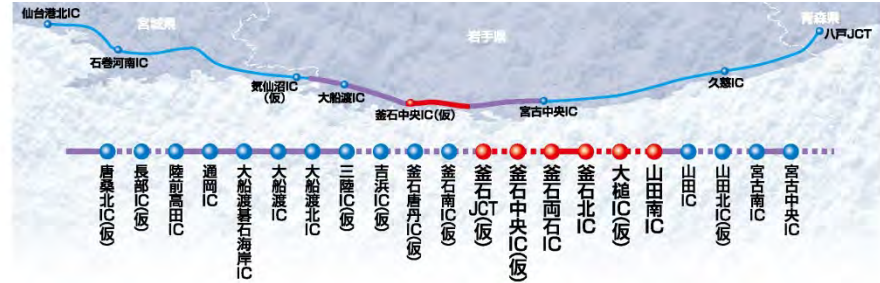 仙台港北IC
宮城県
石巻河南IC
気仙沼IC
(仮)
大船渡IC
釜石中央IC(仮)
岩手県
宮古中央IC
久慈IC
青森県
八戸JCT
唐桑北IC(仮)
長部IC(仮)
陸前高田IC
通岡IC
大船渡碁石海岸IC
大船渡IC
大船渡北IC
三陸IC(仮)
吉浜IC(仮)
釜石唐丹IC(仮)
釜石南IC(仮)
釜石JCT(仮)
釜石中央IC(仮)
釜石両石IC
釜石北IC
大槌IC(仮)
山田南IC
山田IC
山田北IC(仮)
宮古南IC
宮古中央IC